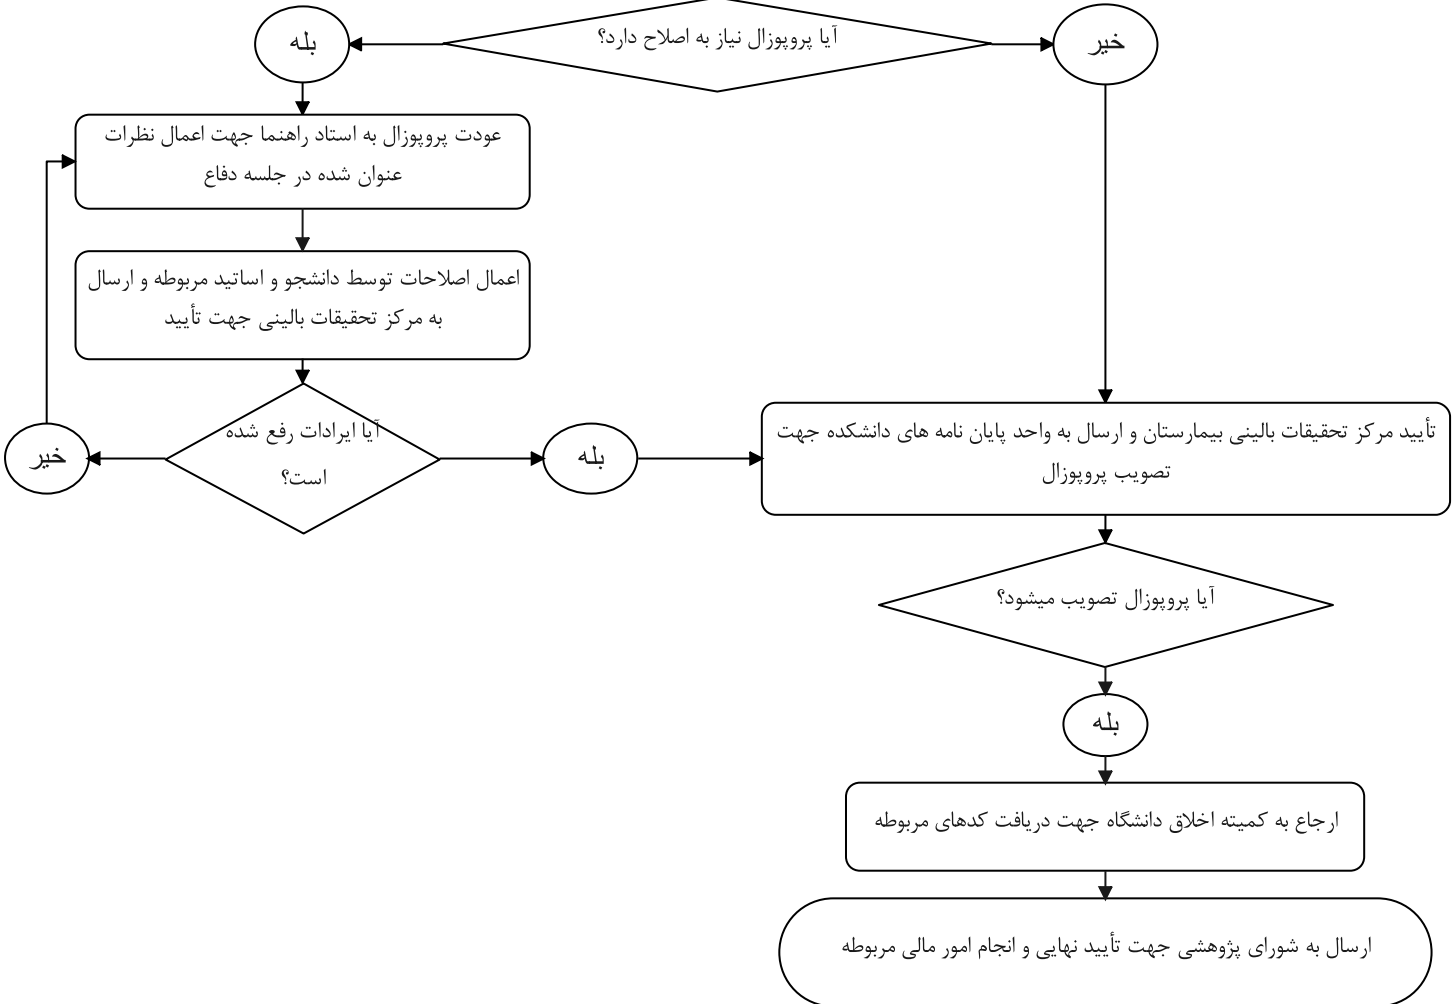 آیا پروپوزال نیاز به اصلاح دارد؟
خیر
بله
عودت پروپوزال به استاد راهنما جهت اعمال نظرات
عنوان شده در جلسه دفاع
اعمال اصلاحات توسط دانشجو و اساتید مربوطه و ارسال
به مرکز تحقیقات بالینی جهت تأیید
آیا ایرادات رفع شده
است؟
خیر
بله
تأیید مرکز تحقیقات بالینی بیمارستان و ارسال به واحد پایان نامه های دانشکده جهت
تصویب پروپوزال
آیا پروپوزال تصویب میشود؟
بله
ارجاع به کمیته اخلاق دانشگاه جهت دریافت کدهای مربوطه
ارسال به شورای پژوهشی جهت تأیید نهایی و انجام امور مالی مربوطه